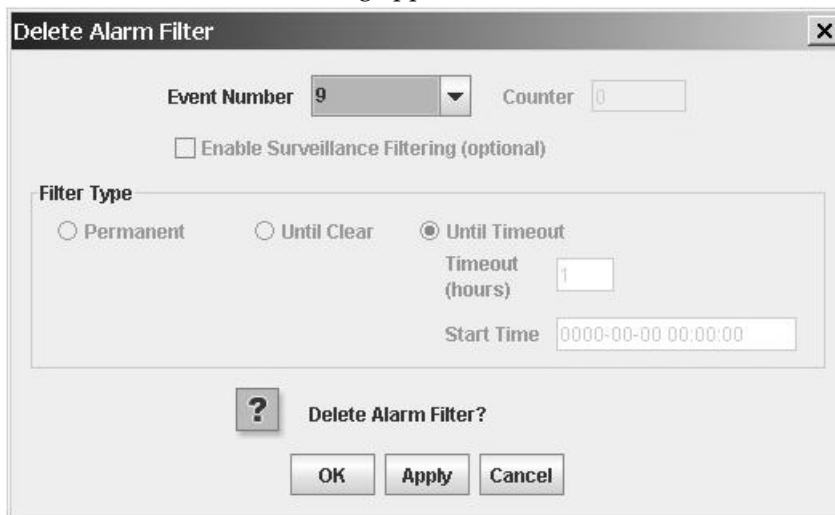 Delete Alarm Filter
Event Number 9 Counter 0
Enable Surveillance Filtering (optional)
Filter Type
Permanent Until Clear Until Timeout
Timeout
(hours) 1
Start Time 0000-00-00 00:00:00
? Delete Alarm Filter?
OK Apply Cancel